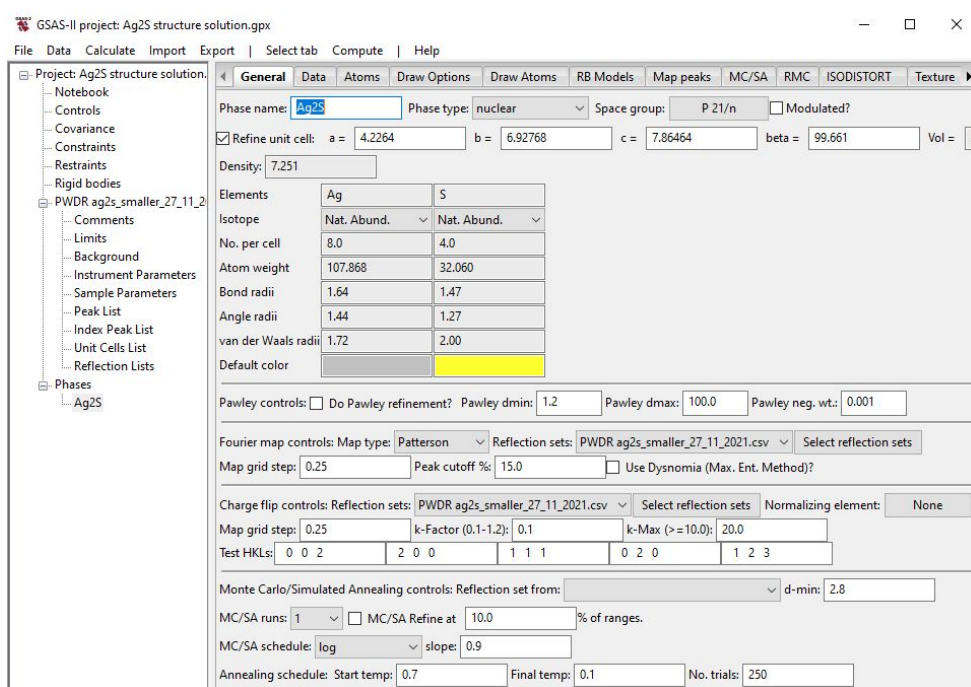 GSAS-II project: Ag2S structure solution.gpx
File Data Calculate Import Export | Select tab Compute | Help
Project: Ag2S structure solution.
Notebook
Controls
Covariance
Constraints
Restraints
Rigid bodies
PWDR ag2s_smaller_27_11_2
Comments
Limits
Background
Instrument Parameters
Sample Parameters
Peak List
Index Peak List
Unit Cells List
Reflection Lists
Phases
Ag2S
General Data Atoms Draw Options Draw Atoms RB Models Map peaks MC/SA RMC ISODISTORT Texture
Phase name: Ag2S Phase type: nuclear Space group: P 21/n Modulated?
Refine unit cell: a = 4.2264 b = 6.92768 c = 7.86464 beta = 99.661 Vol =
Density: 7.251
Elements Ag S
Isotope Nat. Abund. Nat. Abund.
No. per cell 8.0 4.0
Atom weight 107.868 32.060
Bond radii 1.64 1.47
Angle radii 1.44 1.27
van der Waals radii 1.72 2.00
Default color
Pawley controls: Do Pawley refinement? Pawley dmin: 1.2 Pawley dmax: 100.0 Pawley neg. wt.: 0.001
Fourier map controls: Map type: Patterson Reflection sets: PWDR ag2s_smaller_27_11_2021.csv Select reflection sets
Map grid step: 0.25 Peak cutoff %: 15.0 Use Dysnomia (Max. Ent. Method)?
Charge flip controls: Reflection sets: PWDR ag2s_smaller_27_11_2021.csv Select reflection sets Normalizing element: None
Map grid step: 0.25 k-Factor (0.1-1.2): 0.1 k-Max (>=10.0): 20.0
Test HKLs: 0 0 2 2 0 0 1 1 1 0 2 0 1 2 3
Monte Carlo/Simulated Annealing controls: Reflection set from: d-min: 2.8
MC/SA runs: 1 MC/SA Refine at 10.0 % of ranges.
MC/SA schedule: log slope: 0.9
Annealing schedule: Start temp: 0.7 Final temp: 0.1 No. trials: 250